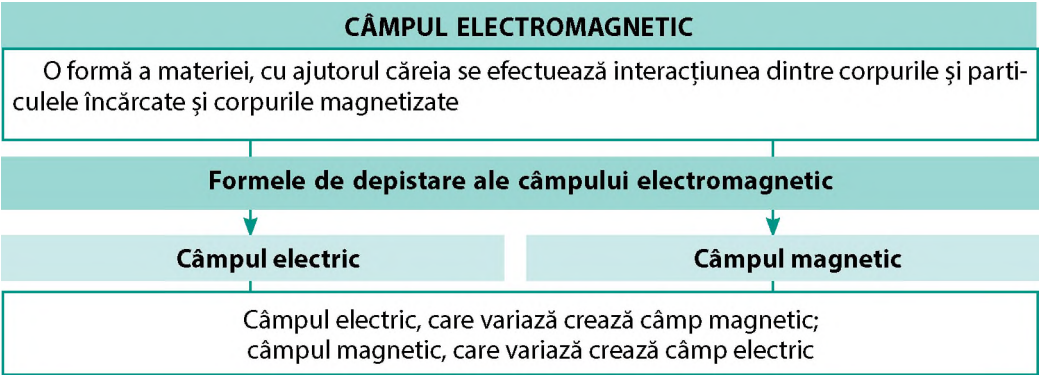 CÂMPUL ELECTROMAGNETIC
O formă a materiei, cu ajutorul căreia se efectuează interacțiunea dintre corpurile și parti-
culele încărcate și corpurile magnetizate
Formele de depistare ale câmpului electromagnetic
Câmpul electric
Câmpul magnetic
Câmpul electric, care variază crează câmp magnetic;
câmpul magnetic, care variază crează câmp electric